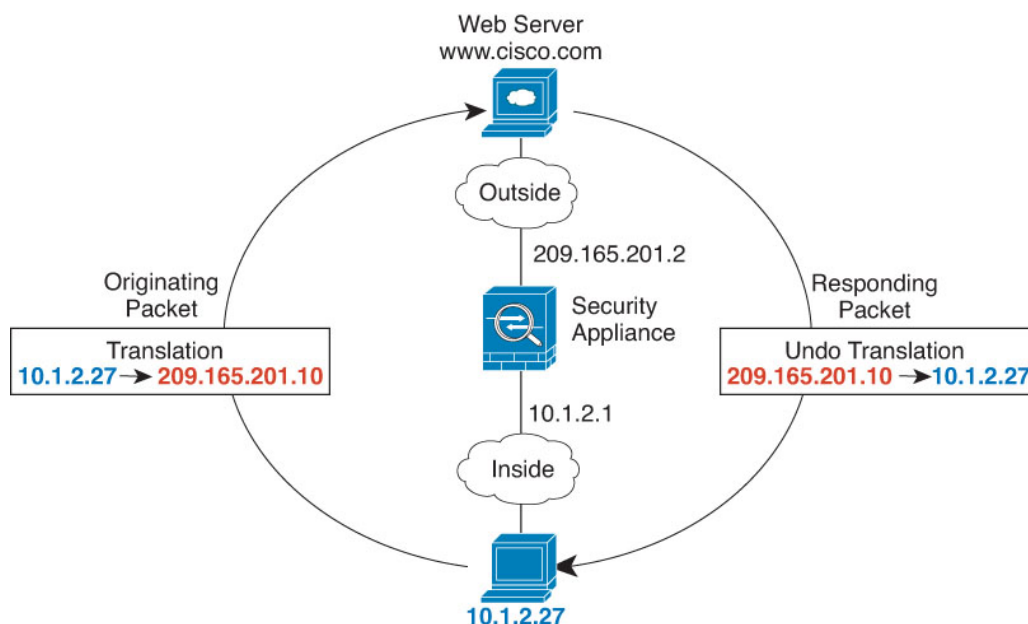 Web Server
www.cisco.com
Outside
209.165.201.2
Originating
Packet
Translation
10.1.2.27 → 209.165.201.10
Security
Appliance
Responding
Packet
Undo Translation
209.165.201.10 → 10.1.2.27
10.1.2.1
Inside
10.1.2.27